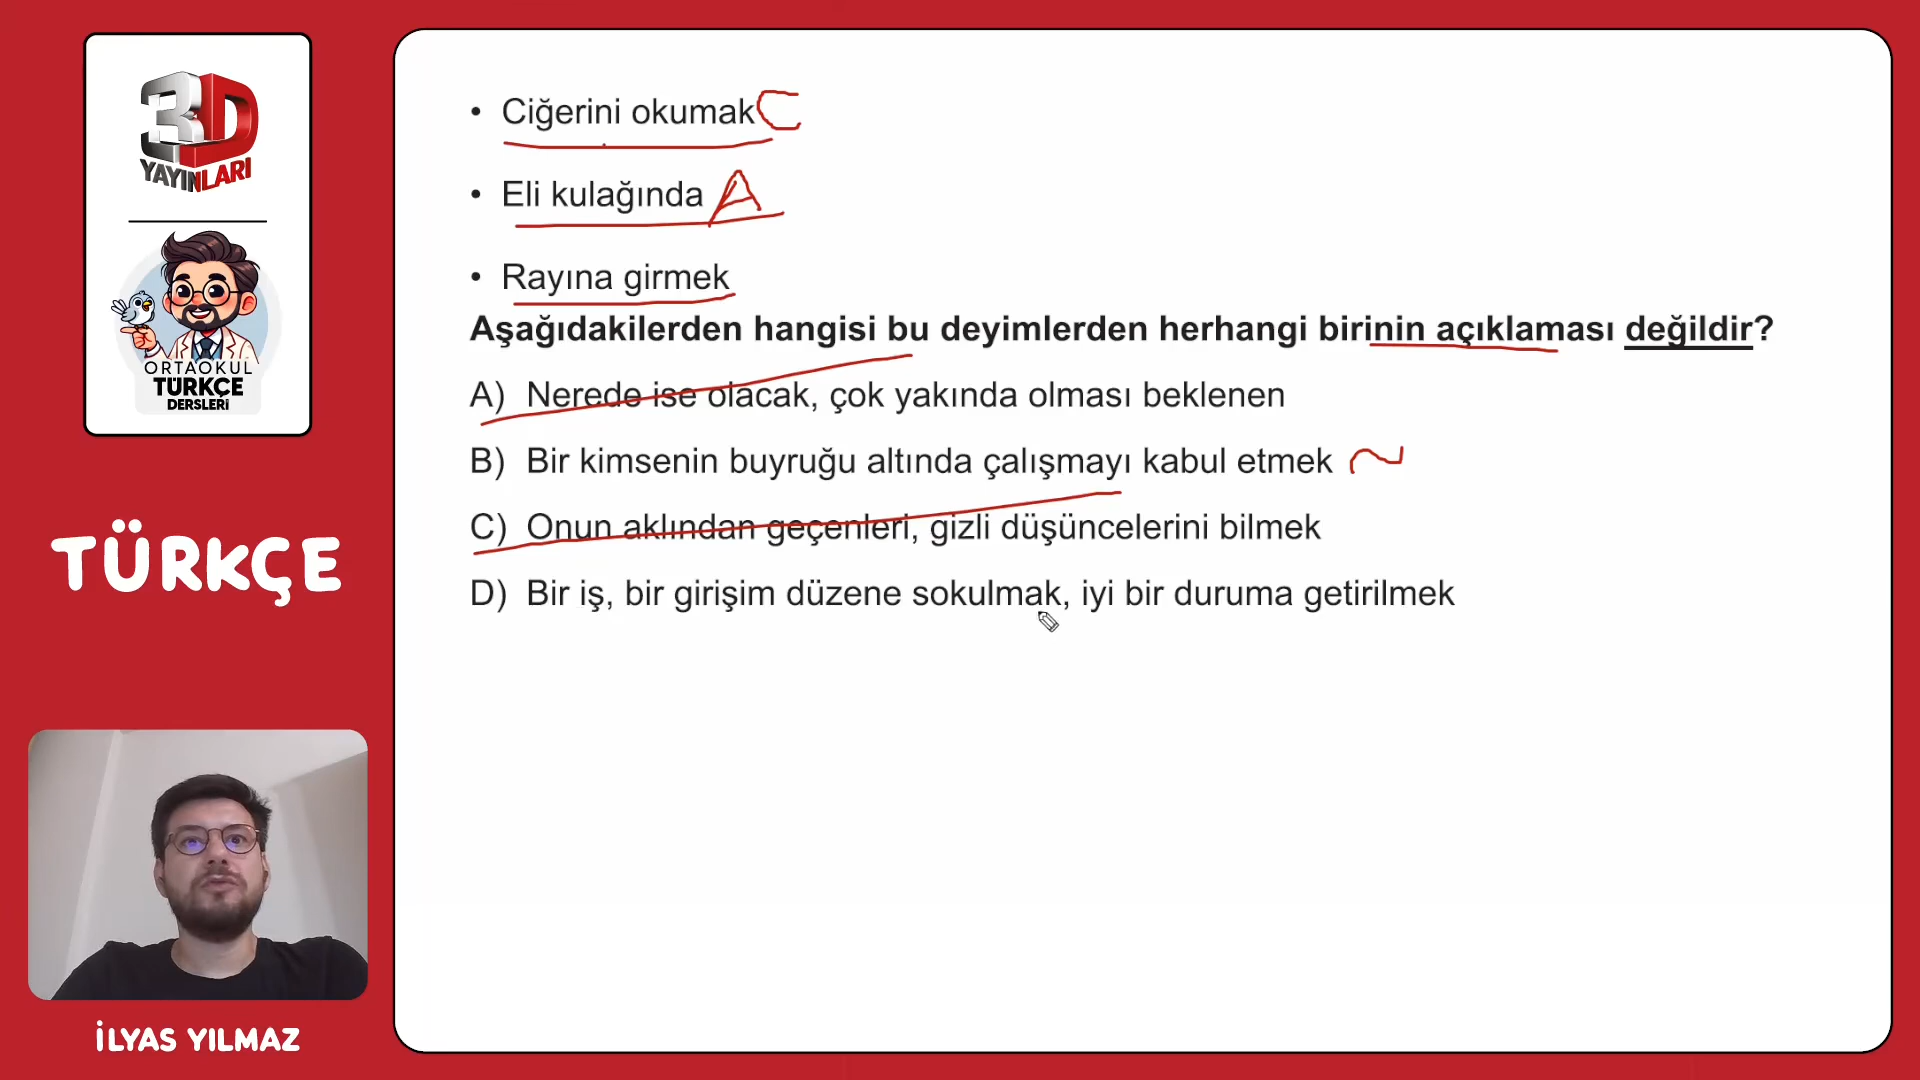 3D
YAYINLARI
ORTAOKUL
TÜRKÇE
DERSLERİ
TÜRKÇE
İLYAS YILMAZ
• Ciğerini okumak C
• Eli kulağında A
• Rayına girmek
Aşağıdakilerden hangisi bu deyimlerden herhangi birinin açıklaması değildir?
A) Nerede ise olacak, çok yakında olması beklenen
B) Bir kimsenin buyruğu altında çalışmayı kabul etmek
C) Onun aklından geçenleri, gizli düşüncelerini bilmek
D) Bir iş, bir girişim düzene sokulmak, iyi bir duruma getirilmek